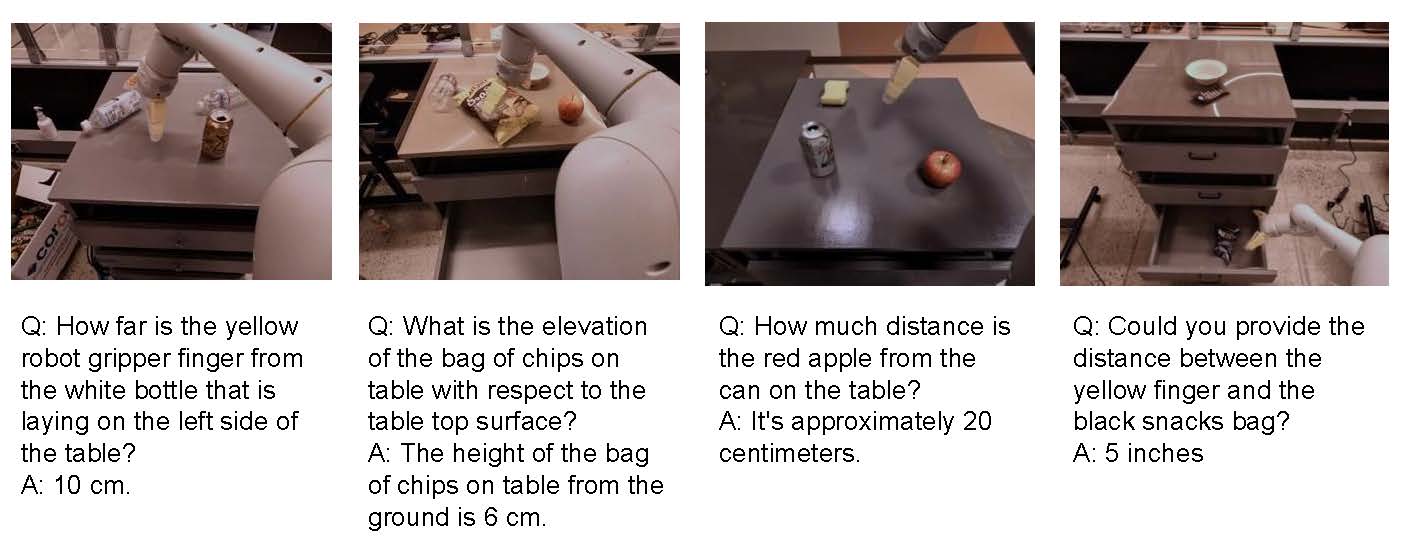 Q: How far is the yellow
robot gripper finger from
the white bottle that is
laying on the left side of
the table?
A: 10 cm.
Q: What is the elevation
of the bag of chips on
table with respect to the
table top surface?
A: The height of the bag
of chips on table from the
ground is 6 cm.
Q: How much distance is
the red apple from the
can on the table?
A: It's approximately 20
centimeters.
Q: Could you provide the
distance between the
yellow finger and the
black snacks bag?
A: 5 inches